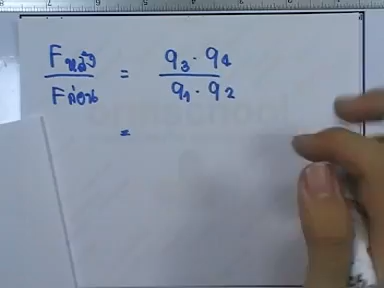 Fหลัง / Fก่อน = q₃ · q₄ / q₁ · q₂
=